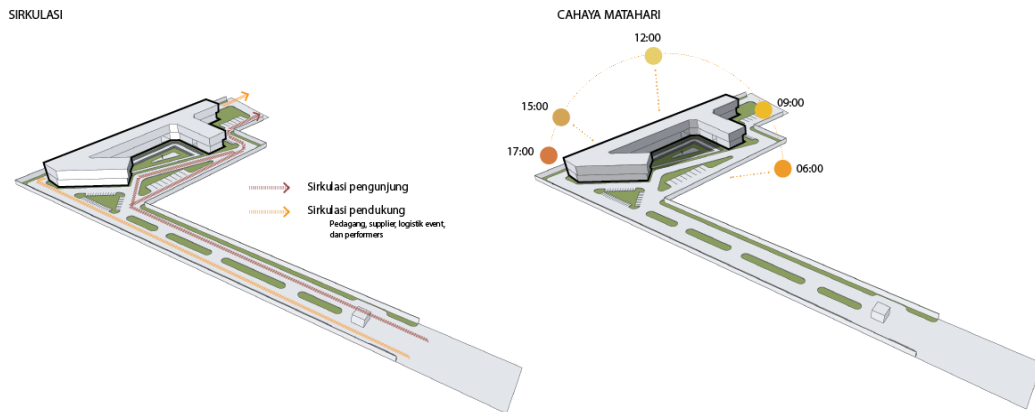 SIRKULASI
Sirkulasi pengunjung
Sirkulasi pendukung
Pedagang, supplier, logistik event,
dan performers
CAHAYA MATAHARI
12:00
15:00
09:00
17:00
06:00